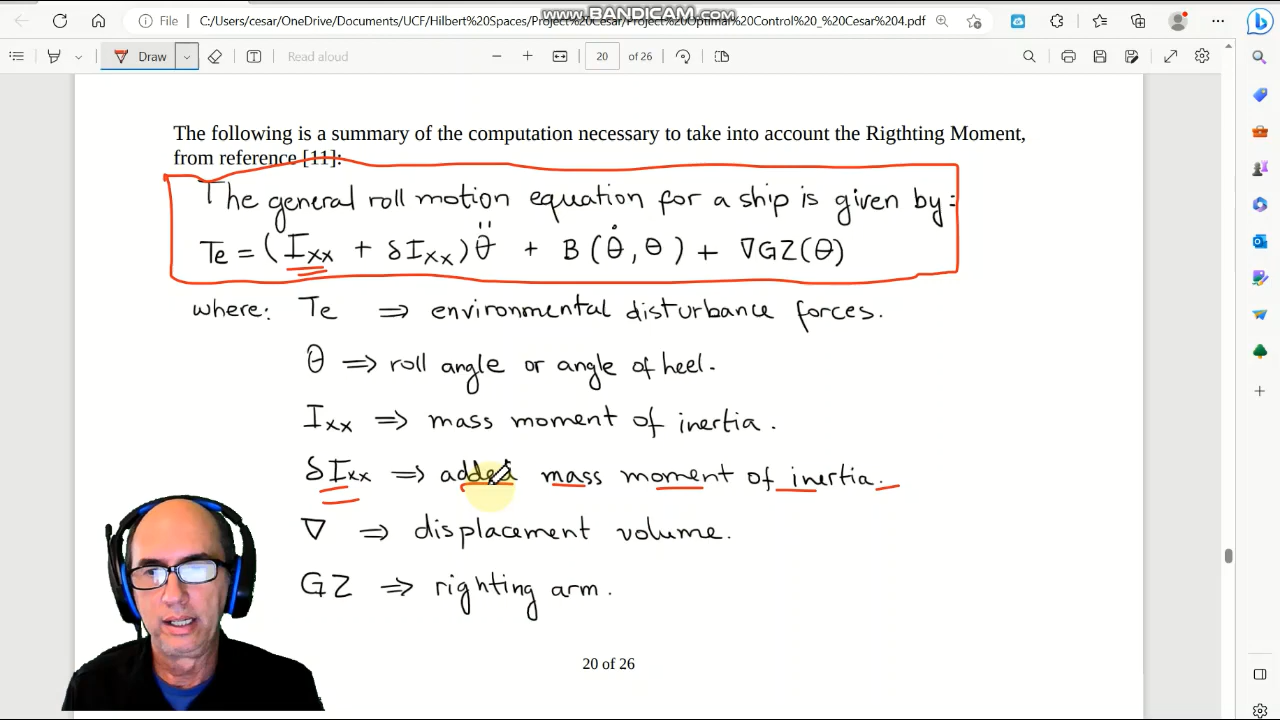 www.BANDICAM.com
File C:/Users/cesar/OneDrive/Documents/UCF/Hilbert%20Spaces/Project%20Cesar/Project%20Optimal%20Control%20_%20Cesar%204.pdf
Draw Read aloud 20 of 26
The following is a summary of the computation necessary to take into account the Rigthting Moment,
from reference [11]:
The general roll motion equation for a ship is given by:
Te = (Ixx + δIxx)θ̈ + B(θ̇, θ) + ∇GZ(θ)
where: Te ⇒ environmental disturbance forces.
θ ⇒ roll angle or angle of heel.
Ixx ⇒ mass moment of inertia.
δIxx ⇒ added mass moment of inertia.
∇ ⇒ displacement volume.
GZ ⇒ righting arm.
20 of 26